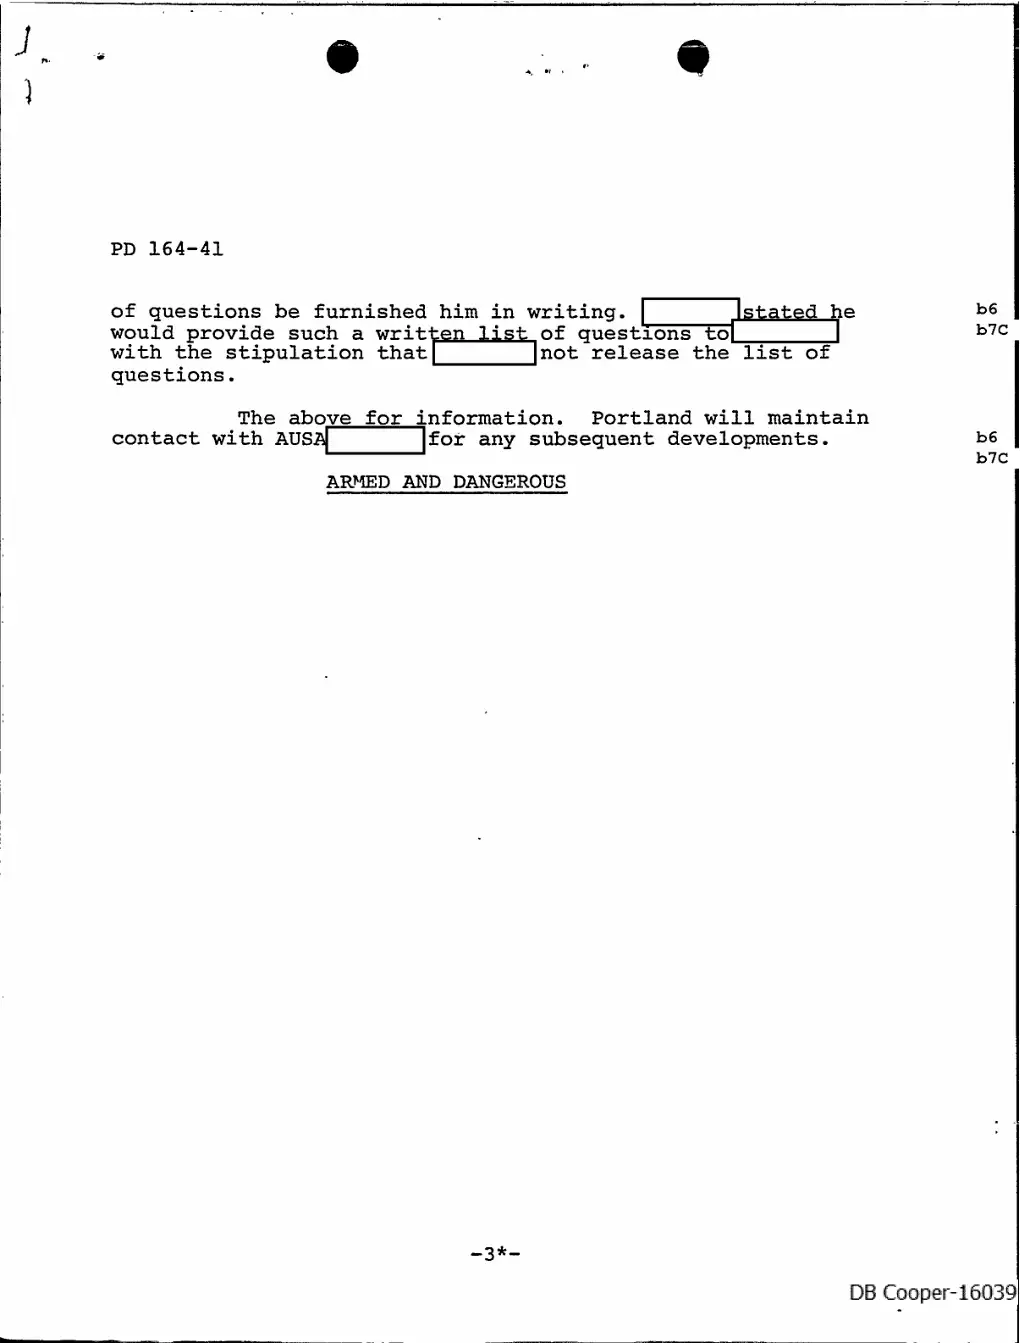 PD 164-41
of questions be furnished him in writing. stated he b6
would provide such a written list of questions to b7C
with the stipulation that not release the list of
questions.
The above for information. Portland will maintain
contact with AUSA for any subsequent developments. b6
b7C
ARMED AND DANGEROUS
-3*-
DB Cooper-16039